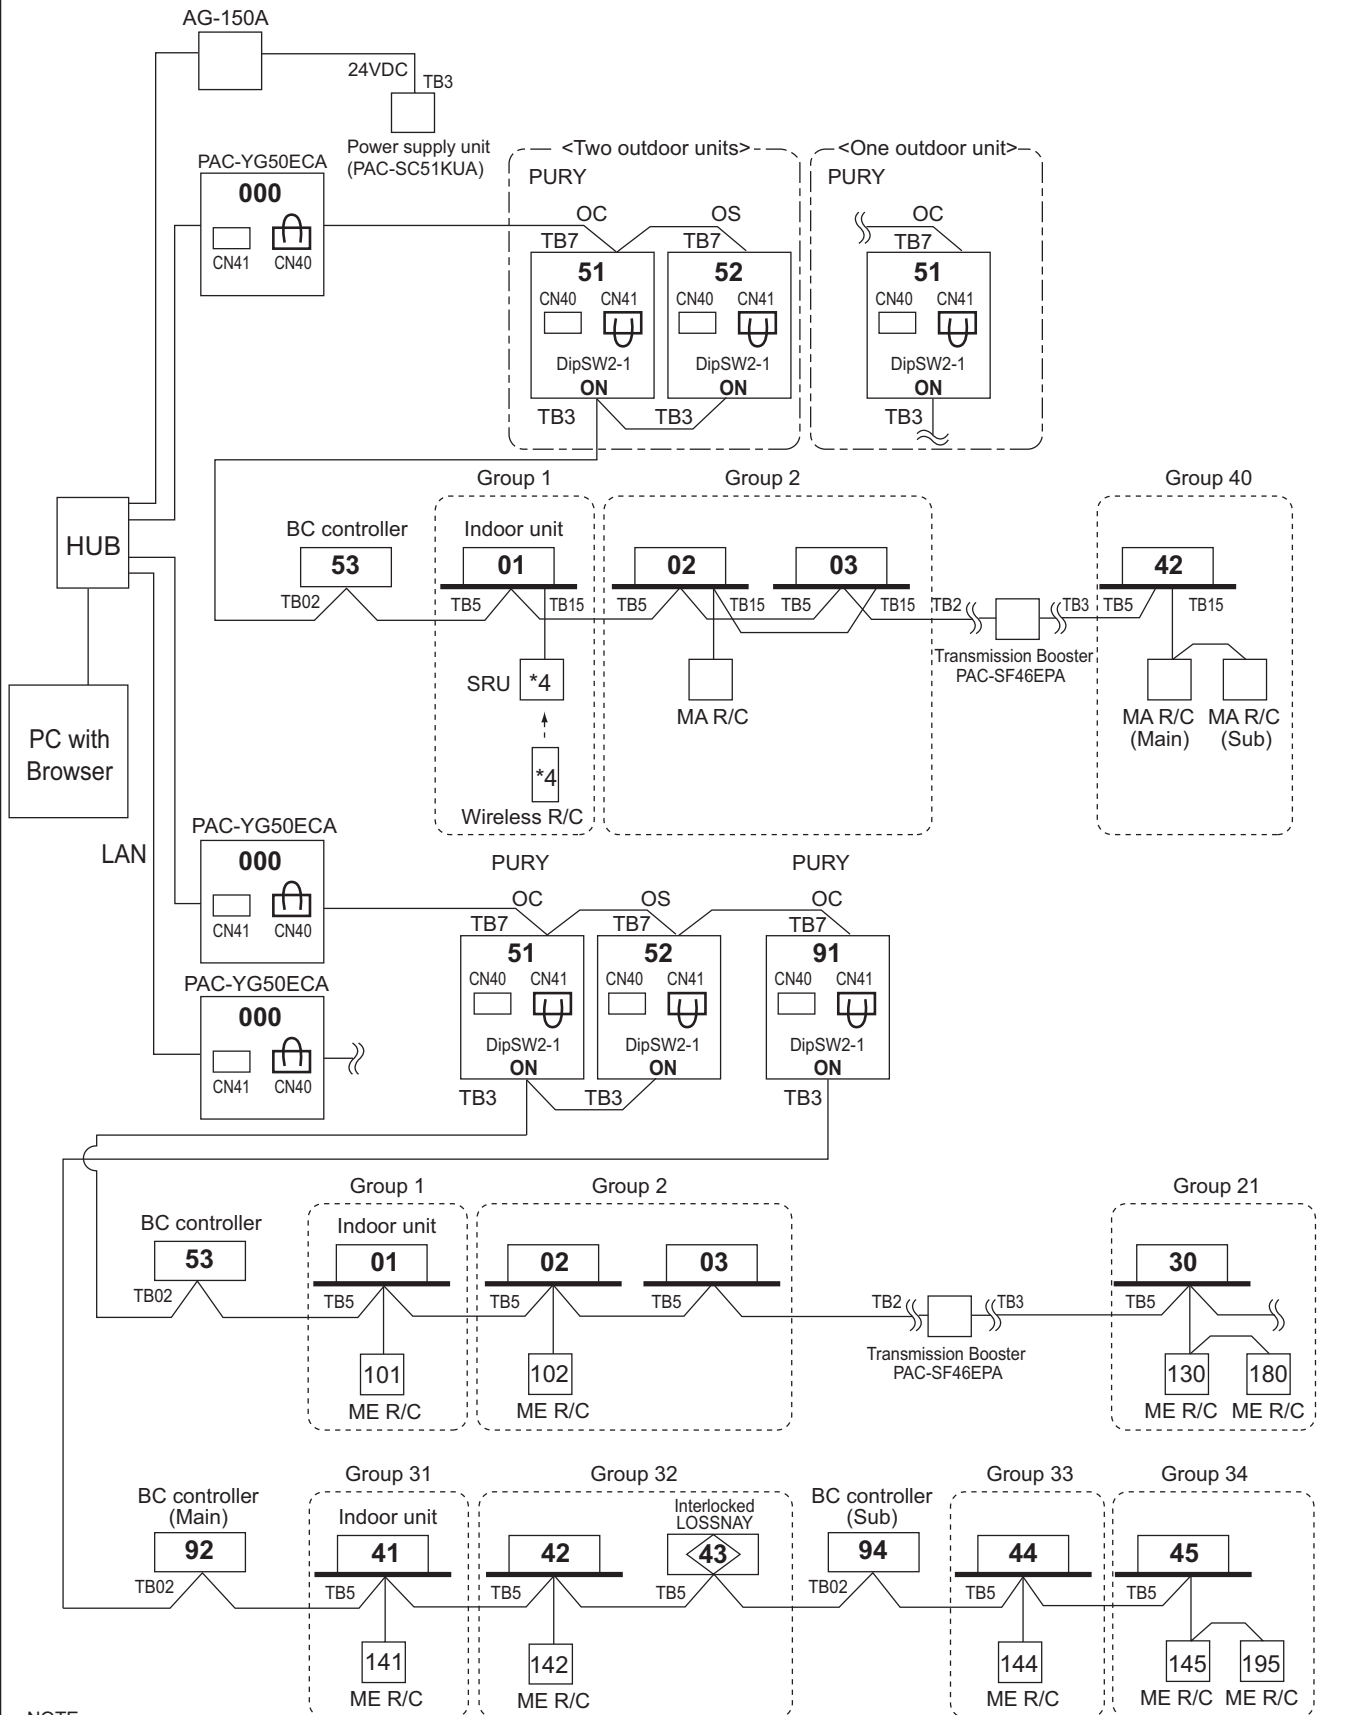 AG-150A
24VDC
TB3
Power supply unit
(PAC-SC51KUA)
PAC-YG50ECA
000
CN41 CN40
<Two outdoor units>
PURY
OC OS
TB7 TB7
51 52
CN40 CN41 CN40 CN41
DipSW2-1 DipSW2-1
ON ON
TB3 TB3
<One outdoor unit>
PURY
OC
TB7
51
CN40 CN41
DipSW2-1
ON
TB3
HUB
PC with
Browser
LAN
Group 1 Group 2 Group 40
BC controller Indoor unit
53 01 02 03 42
TB02 TB5 TB15 TB5 TB15 TB5 TB15 TB2 TB3 TB5 TB15
Transmission Booster
PAC-SF46EPA
SRU *4
MA R/C
MA R/C MA R/C
(Main) (Sub)
*4
Wireless R/C
PAC-YG50ECA
000
CN41 CN40
PURY PURY
OC OS OC
TB7 TB7 TB7
51 52 91
CN40 CN41 CN40 CN41 CN40 CN41
DipSW2-1 DipSW2-1 DipSW2-1
ON ON ON
TB3 TB3 TB3
PAC-YG50ECA
000
CN41 CN40
Group 1 Group 2 Group 21
BC controller Indoor unit
53 01 02 03 30
TB02 TB5 TB5 TB5 TB2 TB3 TB5
Transmission Booster
PAC-SF46EPA
101 102 130 180
ME R/C ME R/C ME R/C ME R/C
Group 31 Group 32 Group 33 Group 34
BC controller
(Main)
Indoor unit
Interlocked
LOSSNAY
BC controller
(Sub)
92 41 42 43 94 44 45
TB02 TB5 TB5 TB5 TB02 TB5 TB5
141 142 144 145 195
ME R/C ME R/C ME R/C ME R/C ME R/C
NOTE